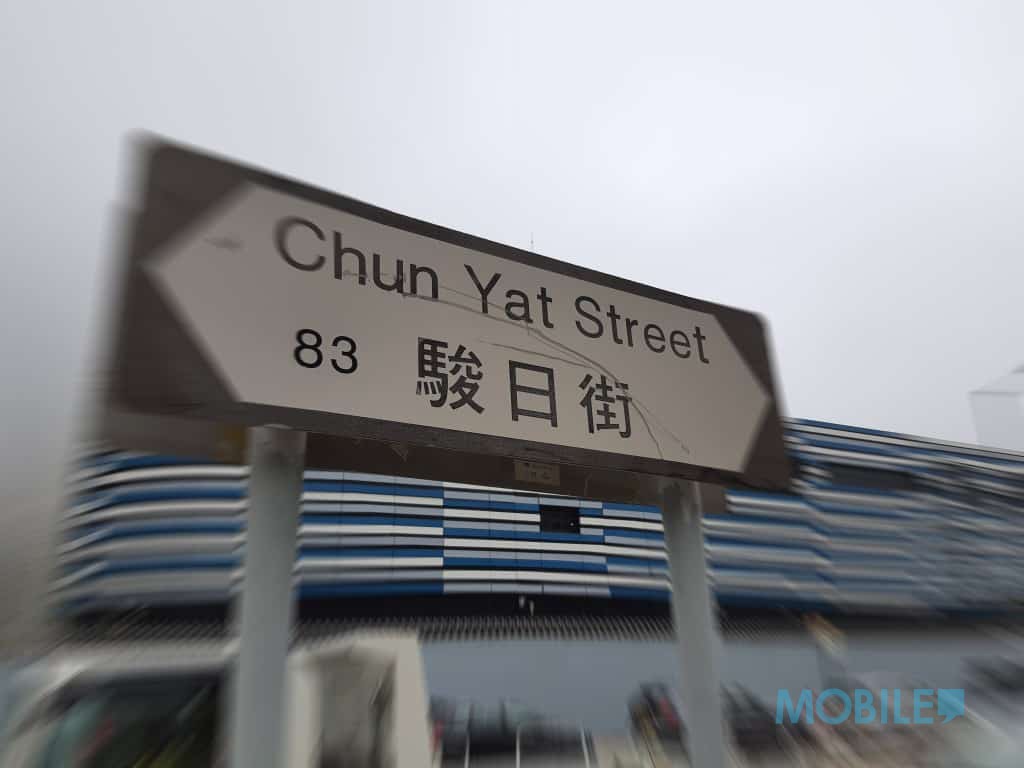 Chun Yat Street
83 駿日街
MOBILE